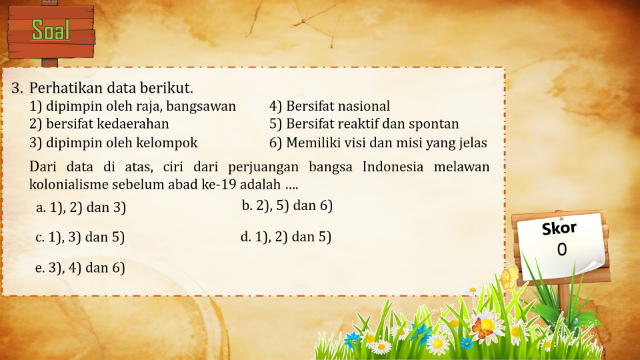 Soal
3. Perhatikan data berikut.
1) dipimpin oleh raja, bangsawan 4) Bersifat nasional
2) bersifat kedaerahan 5) Bersifat reaktif dan spontan
3) dipimpin oleh kelompok 6) Memiliki visi dan misi yang jelas
Dari data di atas, ciri dari perjuangan bangsa Indonesia melawan
kolonialisme sebelum abad ke-19 adalah ....
a. 1), 2) dan 3) b. 2), 5) dan 6)
c. 1), 3) dan 5) d. 1), 2) dan 5)
e. 3), 4) dan 6)
Skor
0